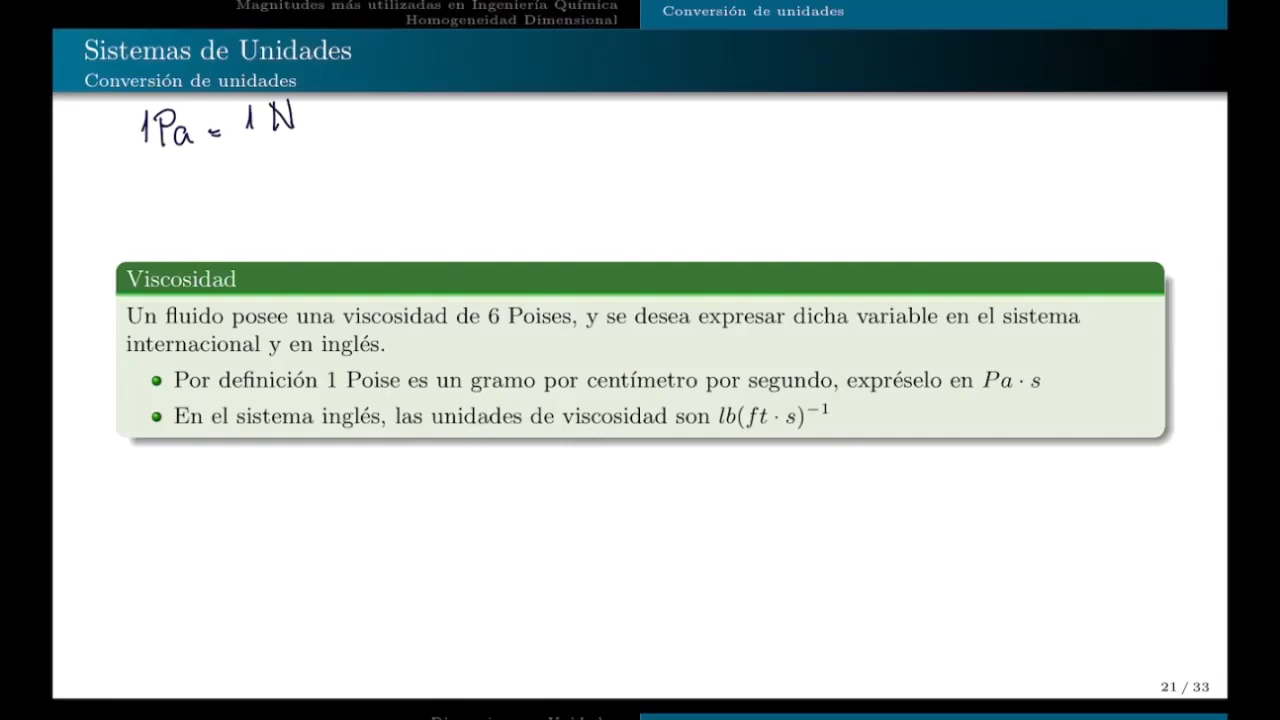 Magnitudes más utilizadas en Ingeniería Química
Homogeneidad Dimensional
Conversión de unidades
Sistemas de Unidades
Conversión de unidades
1Pa = 1 N
Viscosidad
Un fluido posee una viscosidad de 6 Poises, y se desea expresar dicha variable en el sistema
internacional y en inglés.
Por definición 1 Poise es un gramo por centímetro por segundo, expréselo en Pa · s
En el sistema inglés, las unidades de viscosidad son lb(ft · s)⁻¹
21 / 33